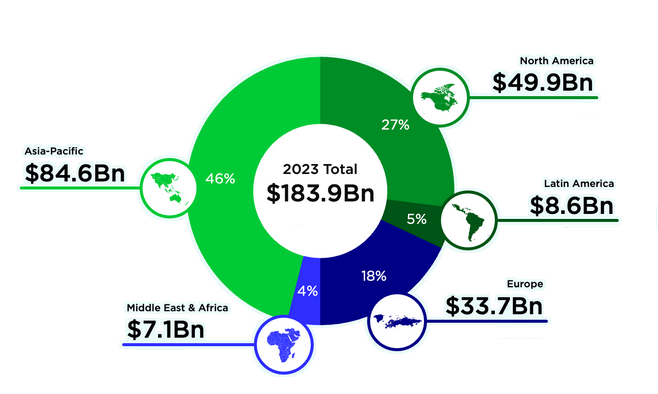 North America
$49.9Bn
27%
Asia-Pacific
$84.6Bn
46%
2023 Total
$183.9Bn
Latin America
$8.6Bn
5%
18%
Europe
$33.7Bn
4%
Middle East & Africa
$7.1Bn